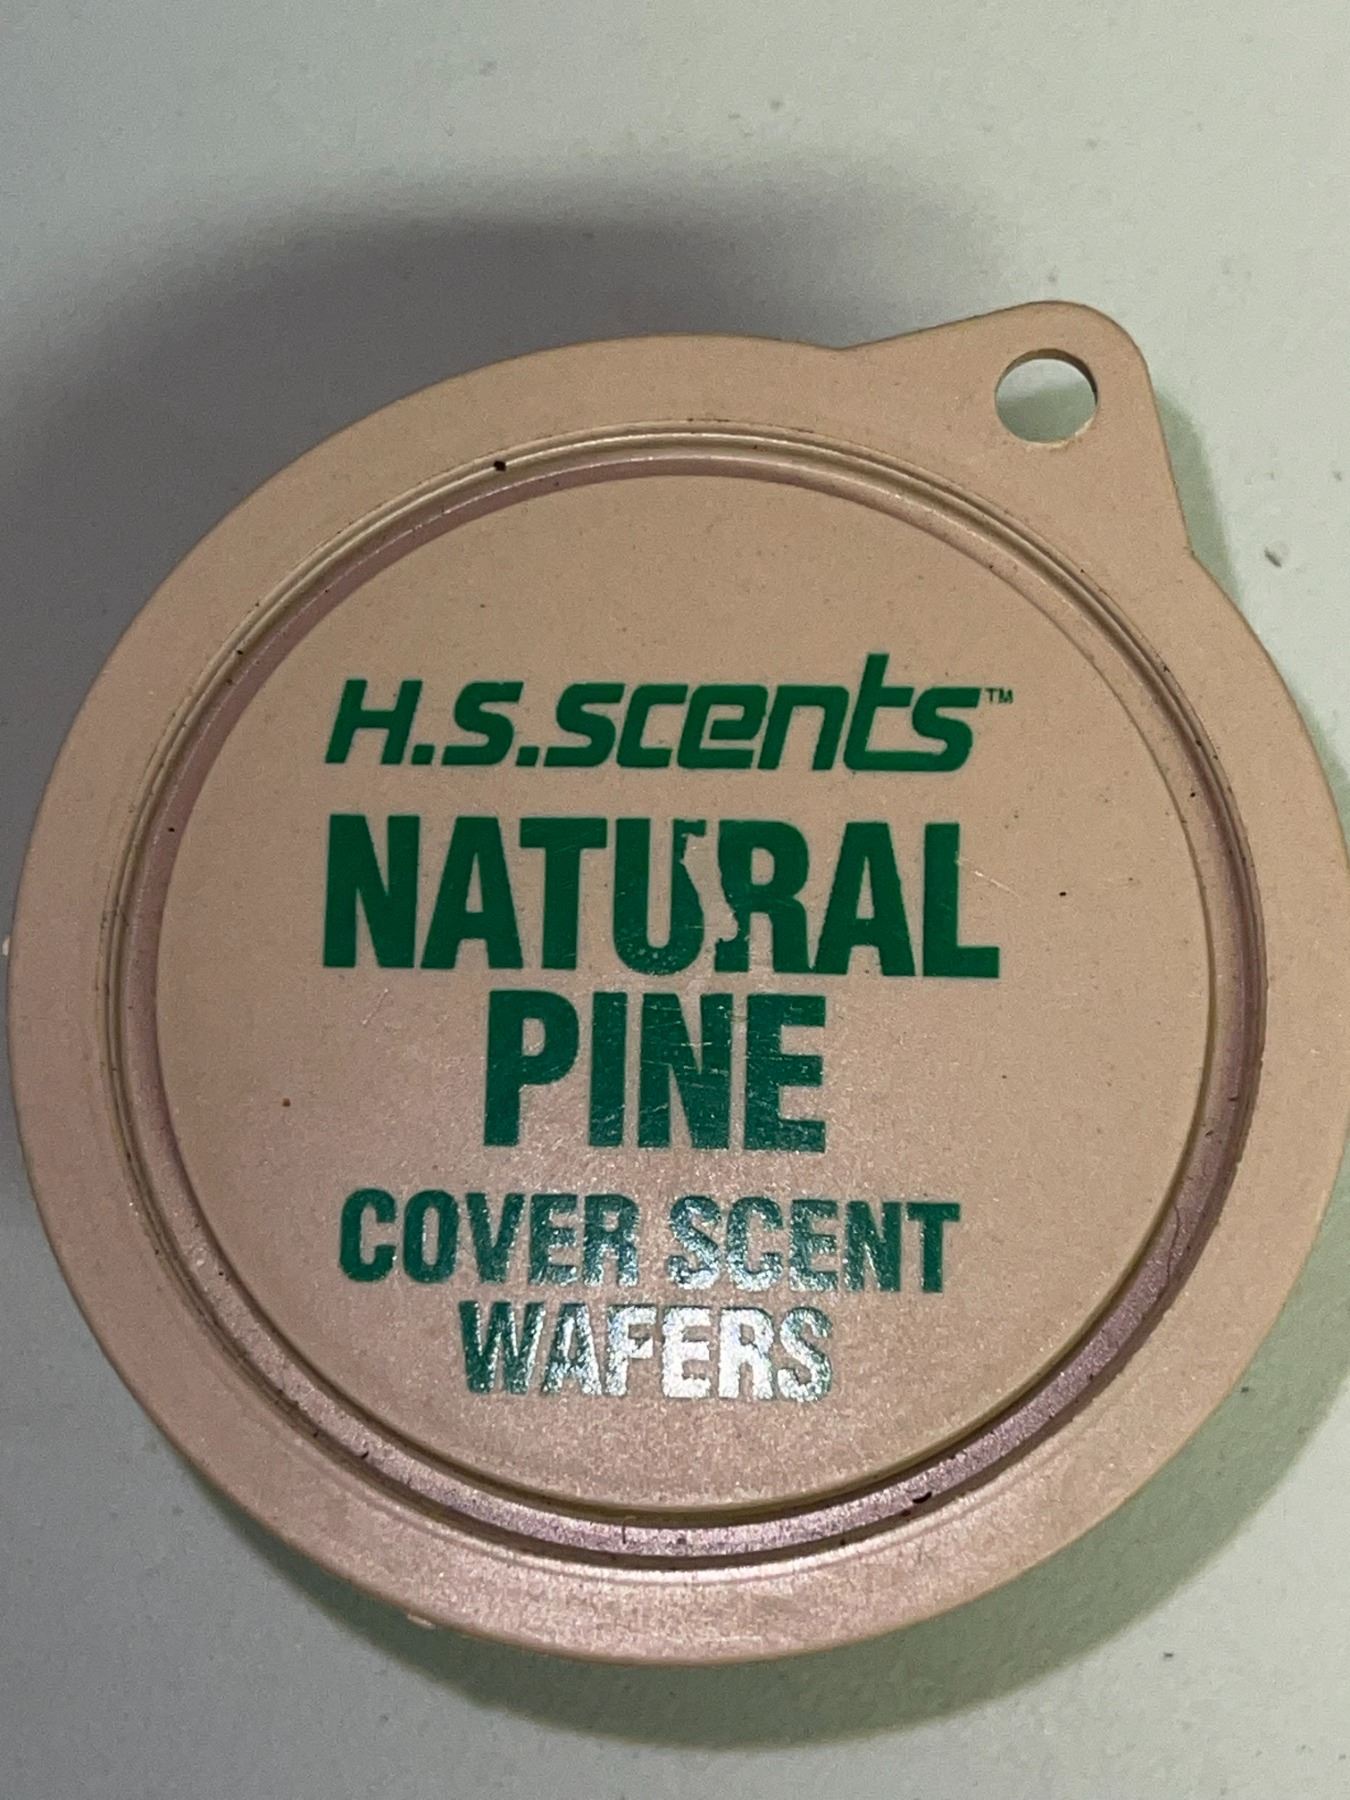 H.S.Scents™
NATURAL
PINE
COVER SCENT
WAFERS